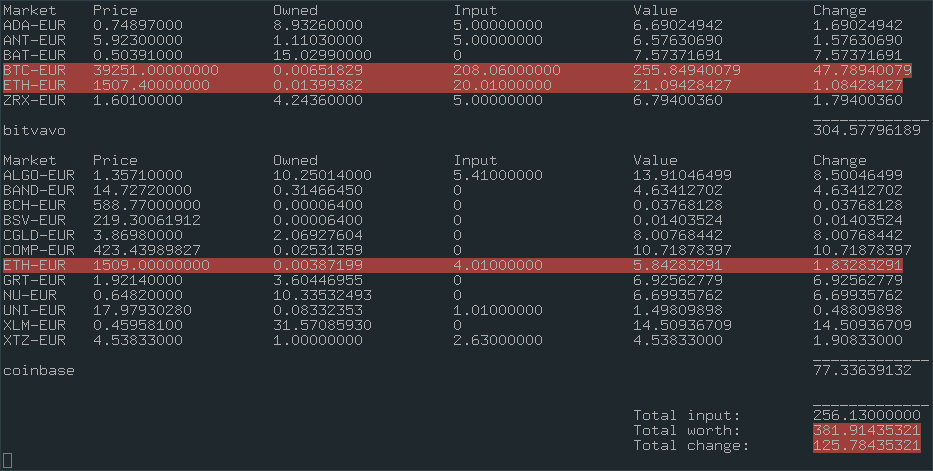 Market Price Owned Input Value Change
ADA-EUR 0.74897000 8.93260000 5.00000000 6.69024942 1.69024942
ANT-EUR 5.92300000 1.11030000 5.00000000 6.57630690 1.57630690
BAT-EUR 0.50391000 15.02990000 0 7.57371691 7.57371691
BTC-EUR 39251.00000000 0.00651829 208.06000000 255.84940079 47.78940079
ETH-EUR 1507.40000000 0.01399382 20.01000000 21.09428427 1.08428427
ZRX-EUR 1.60100000 4.24360000 5.00000000 6.79400360 1.79400360
_____________
bitvavo 304.57796189
Market Price Owned Input Value Change
ALGO-EUR 1.35710000 10.25014000 5.41000000 13.91046499 8.50046499
BAND-EUR 14.72720000 0.31466450 0 4.63412702 4.63412702
BCH-EUR 588.77000000 0.00006400 0 0.03768128 0.03768128
BSV-EUR 219.30061912 0.00006400 0 0.01403524 0.01403524
CGLD-EUR 3.86980000 2.06927604 0 8.00768442 8.00768442
COMP-EUR 423.43989827 0.02531359 0 10.71878397 10.71878397
ETH-EUR 1509.00000000 0.00387199 4.01000000 5.84283291 1.83283291
GRT-EUR 1.92140000 3.60446955 0 6.92562779 6.92562779
NU-EUR 0.64820000 10.33532493 0 6.69935762 6.69935762
UNI-EUR 17.97930280 0.08332353 1.01000000 1.49809898 0.48809898
XLM-EUR 0.45958100 31.57085930 0 14.50936709 14.50936709
XTZ-EUR 4.53833000 1.00000000 2.63000000 4.53833000 1.90833000
_____________
coinbase 77.33639132
_____________
Total input: 256.13000000
Total worth: 381.91435321
Total change: 125.78435321